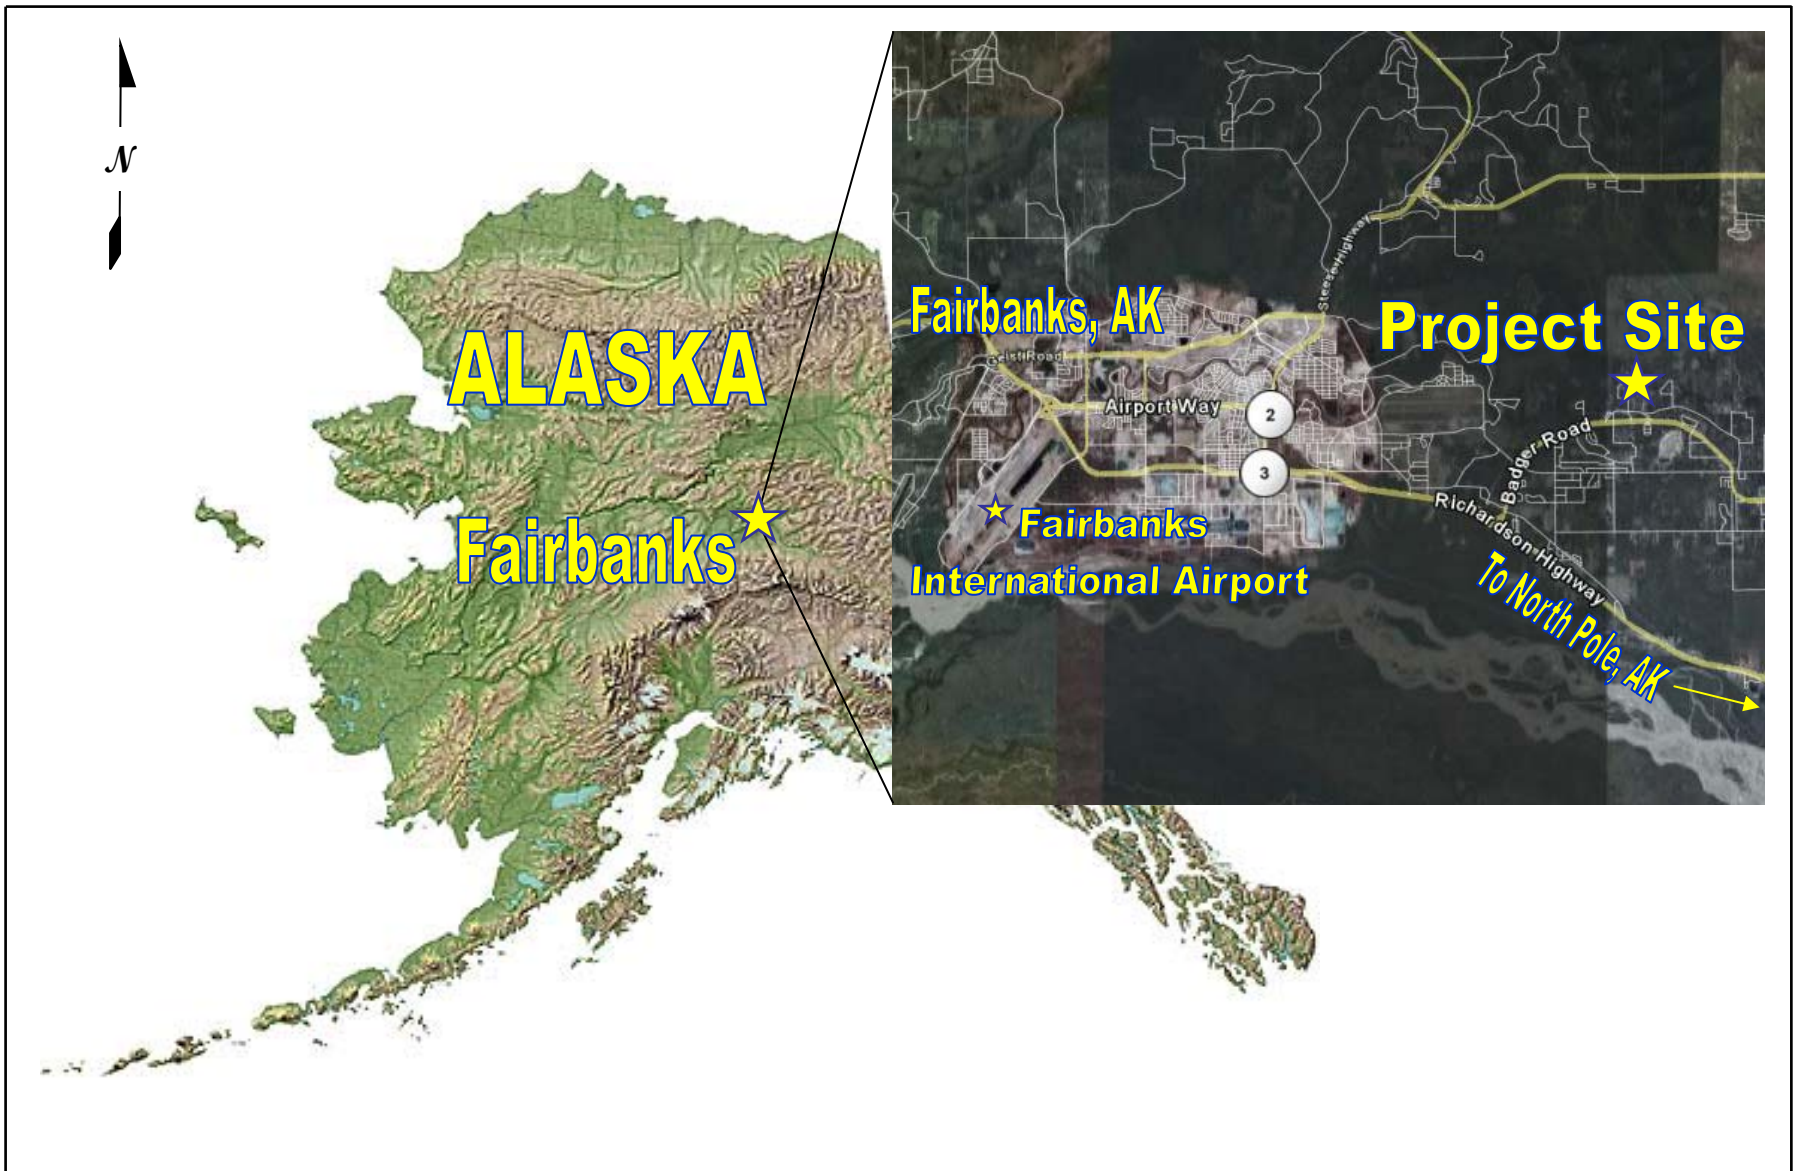 N
ALASKA
Fairbanks
Fairbanks, AK
Project Site
Steese Highway
Geist Road
Airport Way
2
3
Badger Road
Richardson Highway
Fairbanks
International Airport
To North Pole, AK